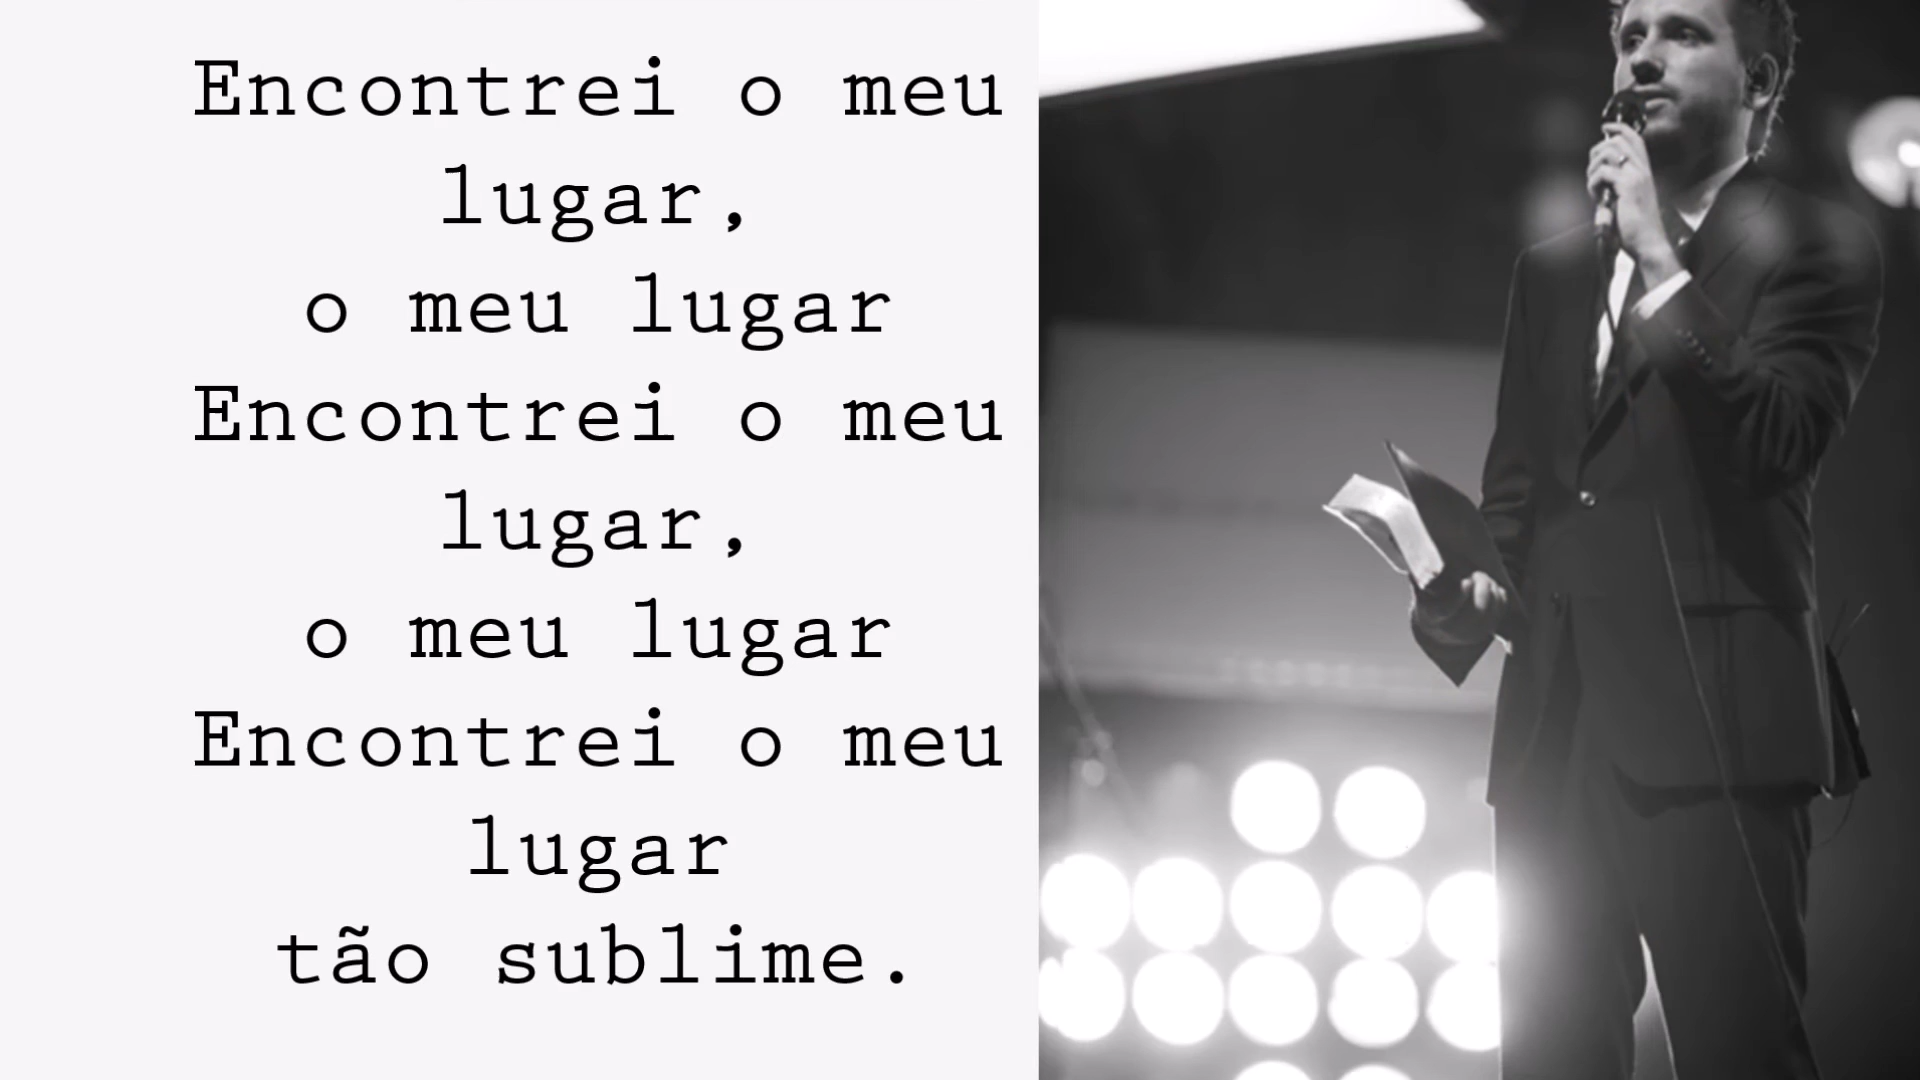 Encontrei o meu
lugar,
o meu lugar
Encontrei o meu
lugar,
o meu lugar
Encontrei o meu
lugar
tão sublime.